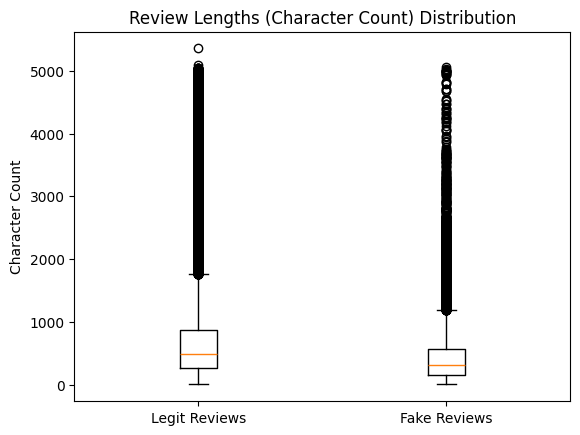 Review Lengths (Character Count) Distribution
5000
4000
3000
2000
1000
0
Character Count
Legit Reviews
Fake Reviews